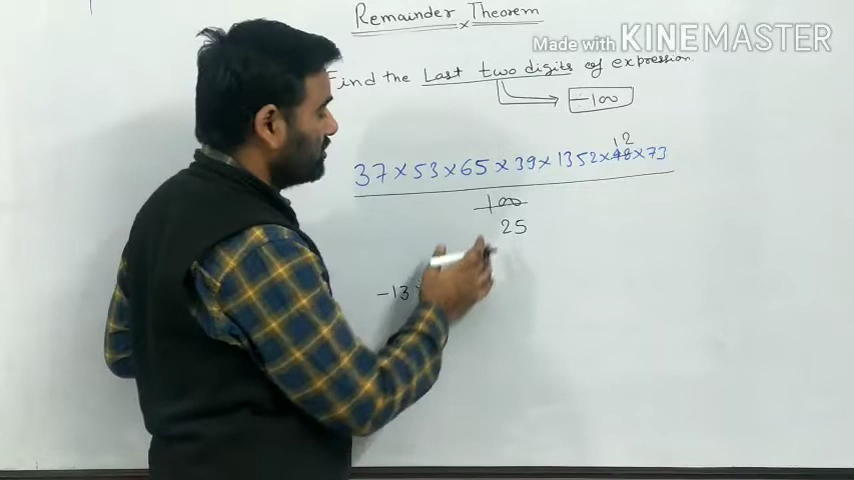 Remainder Theorem
×
Made with KINEMASTER
Find the Last two digits of expression.
÷100
12
37×53×65×39×1352×48×73
100
25
-13